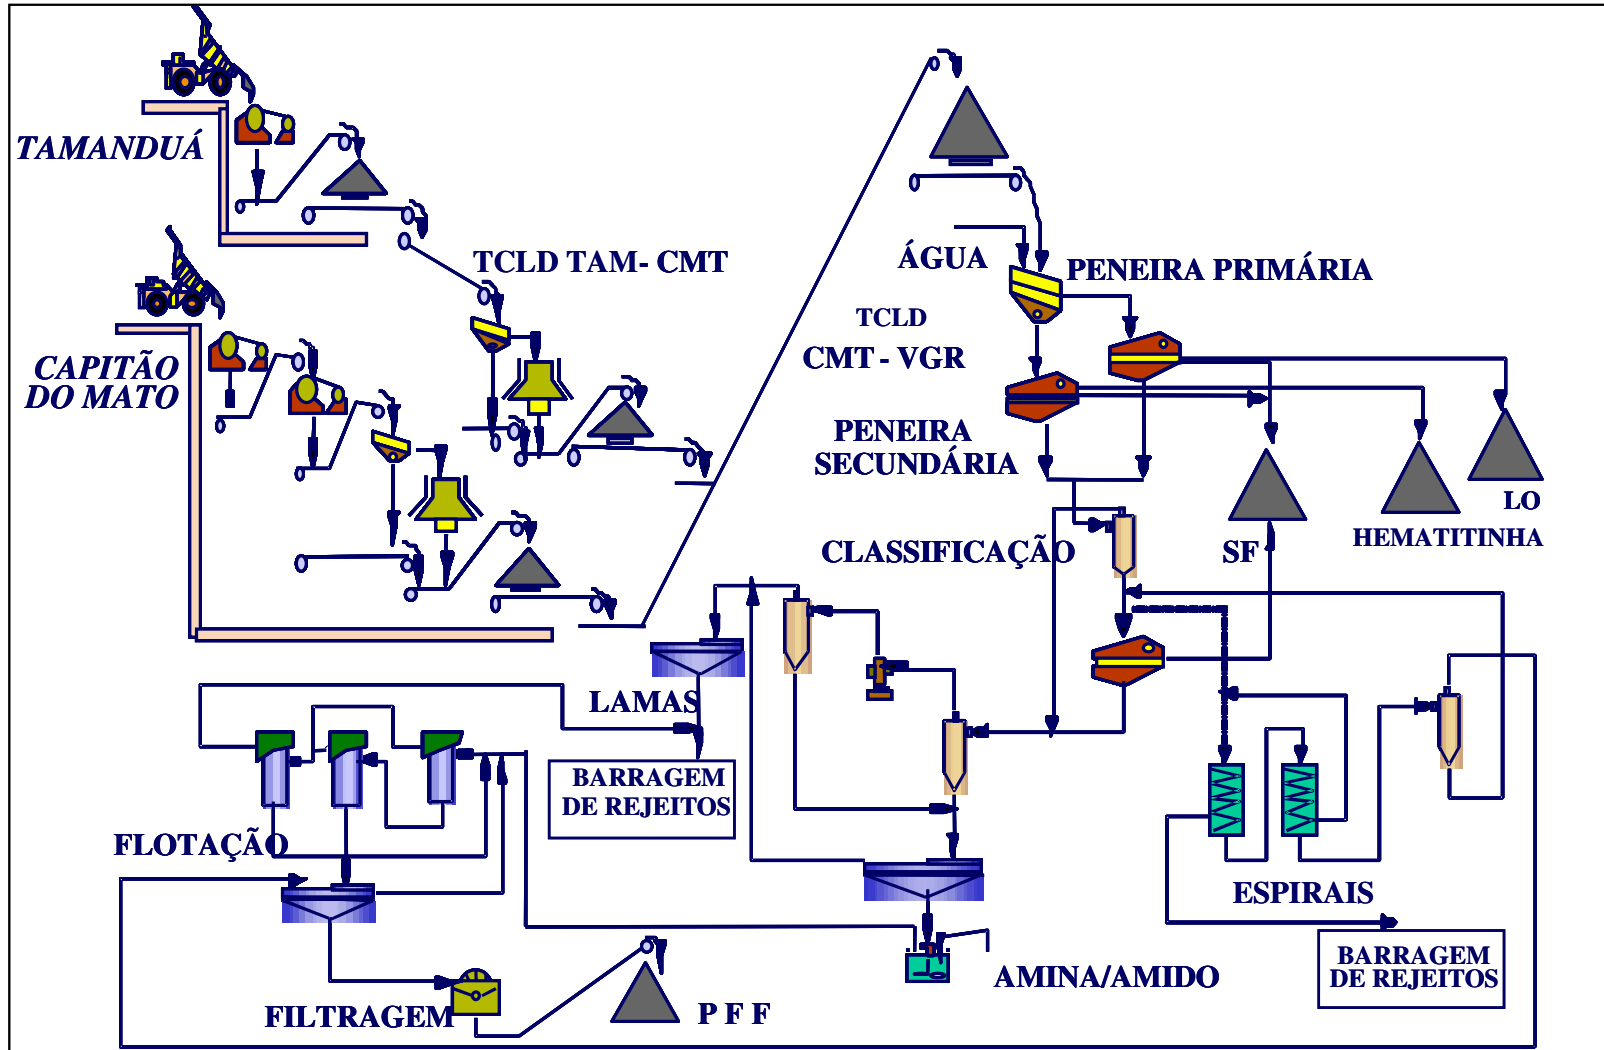 TAMANDUÁ
TCLD TAM- CMT
CAPITÃO
DO MATO
ÁGUA
PENEIRA PRIMÁRIA
TCLD
CMT - VGR
PENEIRA
SECUNDÁRIA
LO
HEMATITINHA
SF
CLASSIFICAÇÃO
LAMAS
BARRAGEM
DE REJEITOS
FLOTAÇÃO
ESPIRAIS
BARRAGEM
DE REJEITOS
AMINA/AMIDO
FILTRAGEM
P F F